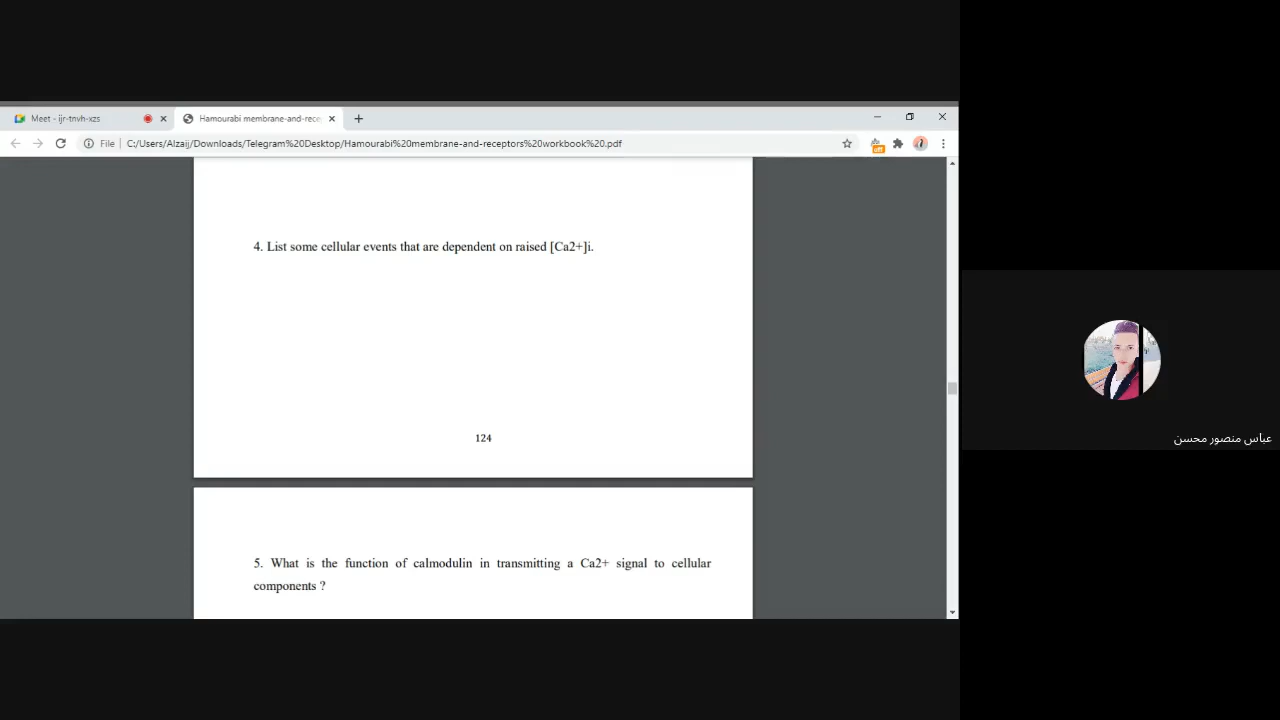 Meet - ijr-tnvh-xzs
Hamourabi membrane-and-rece
File
C:/Users/Alzaij/Downloads/Telegram%20Desktop/Hamourabi%20membrane-and-receptors%20workbook%20.pdf
off
4. List some cellular events that are dependent on raised [Ca2+]i.
124
عباس منصور محسن
5. What is the function of calmodulin in transmitting a Ca2+ signal to cellular
components ?